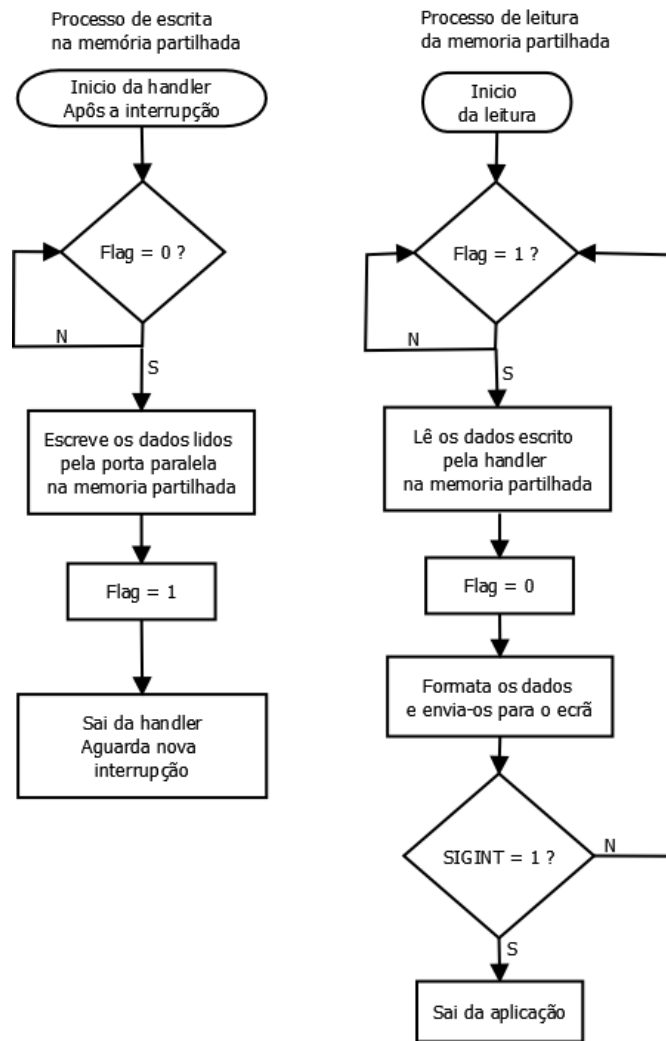 Processo de escrita
na memória partilhada
Inicio da handler
Após a interrupção
Flag = 0 ?
N
S
Escreve os dados lidos
pela porta paralela
na memoria partilhada
Flag = 1
Sai da handler
Aguarda nova
interrupção
Processo de leitura
da memoria partilhada
Inicio
da leitura
Flag = 1 ?
N
S
Lê os dados escrito
pela handler
na memoria partilhada
Flag = 0
Formata os dados
e envia-os para o ecrã
SIGINT = 1 ?
N
S
Sai da aplicação